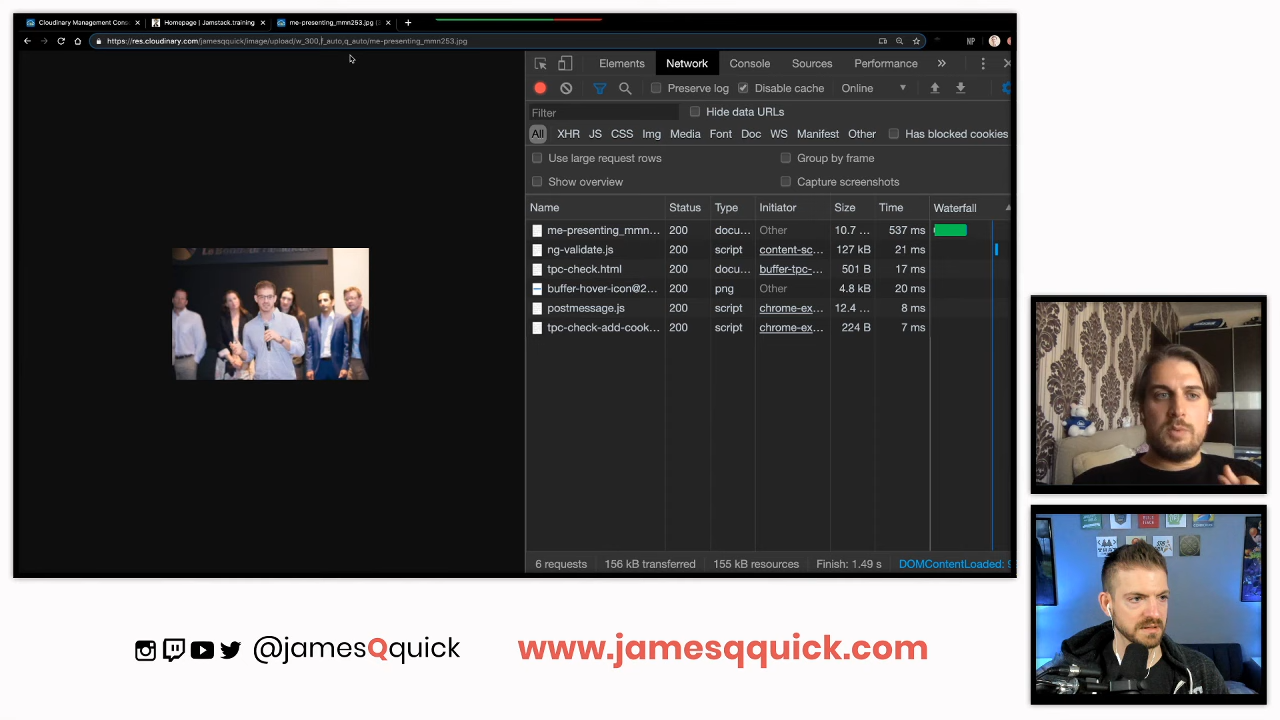 Cloudinary Management Cons
Homepage | Jamstack.training
me-presenting_mmn253.jpg (
https://res.cloudinary.com/jamesqquick/image/upload/w_300,f_auto,q_auto/me-presenting_mmn253.jpg
NP
Elements Network Console Sources Performance »
Preserve log Disable cache Online
Filter Hide data URLs
All XHR JS CSS Img Media Font Doc WS Manifest Other Has blocked cookies
Use large request rows Group by frame
Show overview Capture screenshots
Name Status Type Initiator Size Time Waterfall
me-presenting_mmn... 200 docu... Other 10.7 ... 537 ms
ng-validate.js 200 script content-sc... 127 kB 21 ms
tpc-check.html 200 docu... buffer-tpc-... 501 B 17 ms
buffer-hover-icon@2... 200 png Other 4.8 kB 20 ms
postmessage.js 200 script chrome-ex... 12.4 ... 8 ms
tpc-check-add-cook... 200 script chrome-ex... 224 B 7 ms
6 requests 156 kB transferred 155 kB resources Finish: 1.49 s DOMContentLoaded: 9
@jamesQquick www.jamesqquick.com